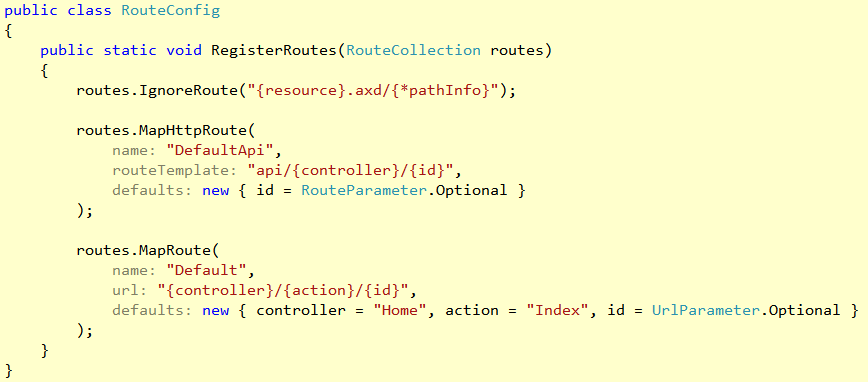 public class RouteConfig
{
    public static void RegisterRoutes(RouteCollection routes)
    {
        routes.IgnoreRoute("{resource}.axd/{*pathInfo}");

        routes.MapHttpRoute(
            name: "DefaultApi",
            routeTemplate: "api/{controller}/{id}",
            defaults: new { id = RouteParameter.Optional }
        );

        routes.MapRoute(
            name: "Default",
            url: "{controller}/{action}/{id}",
            defaults: new { controller = "Home", action = "Index", id = UrlParameter.Optional }
        );
    }
}